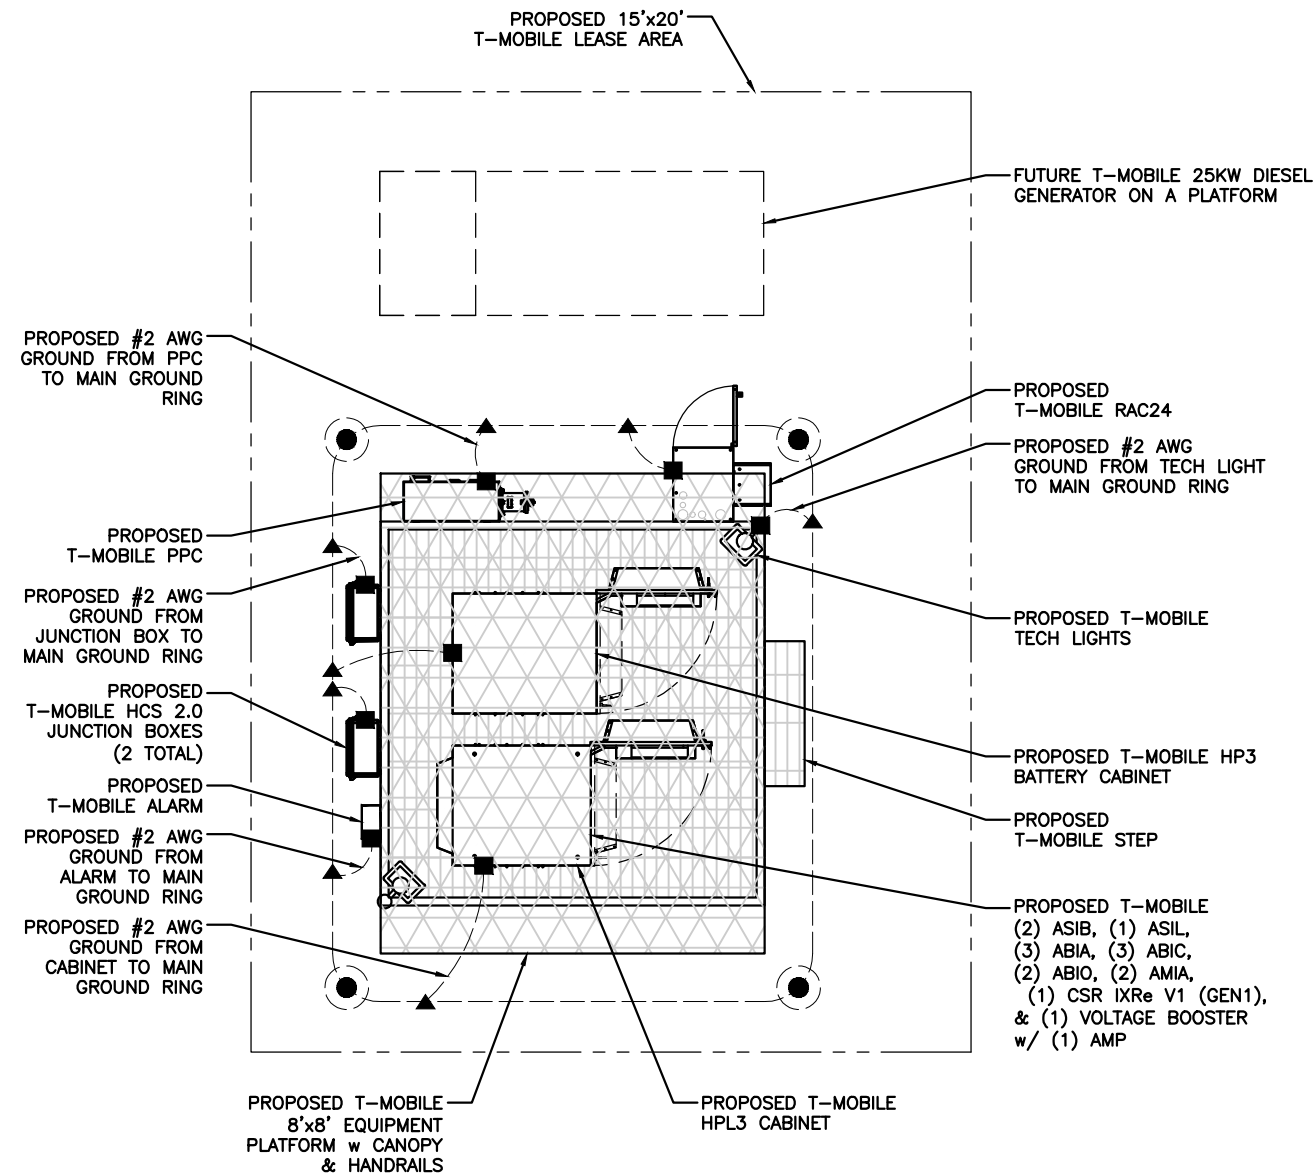 PROPOSED 15'x20'
T-MOBILE LEASE AREA
FUTURE T-MOBILE 25KW DIESEL
GENERATOR ON A PLATFORM
PROPOSED #2 AWG
GROUND FROM PPC
TO MAIN GROUND
RING
PROPOSED
T-MOBILE RAC24
PROPOSED #2 AWG
GROUND FROM TECH LIGHT
TO MAIN GROUND RING
PROPOSED
T-MOBILE PPC
PROPOSED #2 AWG
GROUND FROM
JUNCTION BOX TO
MAIN GROUND RING
PROPOSED T-MOBILE
TECH LIGHTS
PROPOSED
T-MOBILE HCS 2.0
JUNCTION BOXES
(2 TOTAL)
PROPOSED T-MOBILE HP3
BATTERY CABINET
PROPOSED
T-MOBILE ALARM
PROPOSED
T-MOBILE STEP
PROPOSED #2 AWG
GROUND FROM
ALARM TO MAIN
GROUND RING
PROPOSED #2 AWG
GROUND FROM
CABINET TO MAIN
GROUND RING
PROPOSED T-MOBILE
(2) ASIB, (1) ASIL,
(3) ABIA, (3) ABIC,
(2) ABIO, (2) AMIA,
(1) CSR IXRe V1 (GEN1),
& (1) VOLTAGE BOOSTER
w/ (1) AMP
PROPOSED T-MOBILE
8'x8' EQUIPMENT
PLATFORM w CANOPY
& HANDRAILS
PROPOSED T-MOBILE
HPL3 CABINET